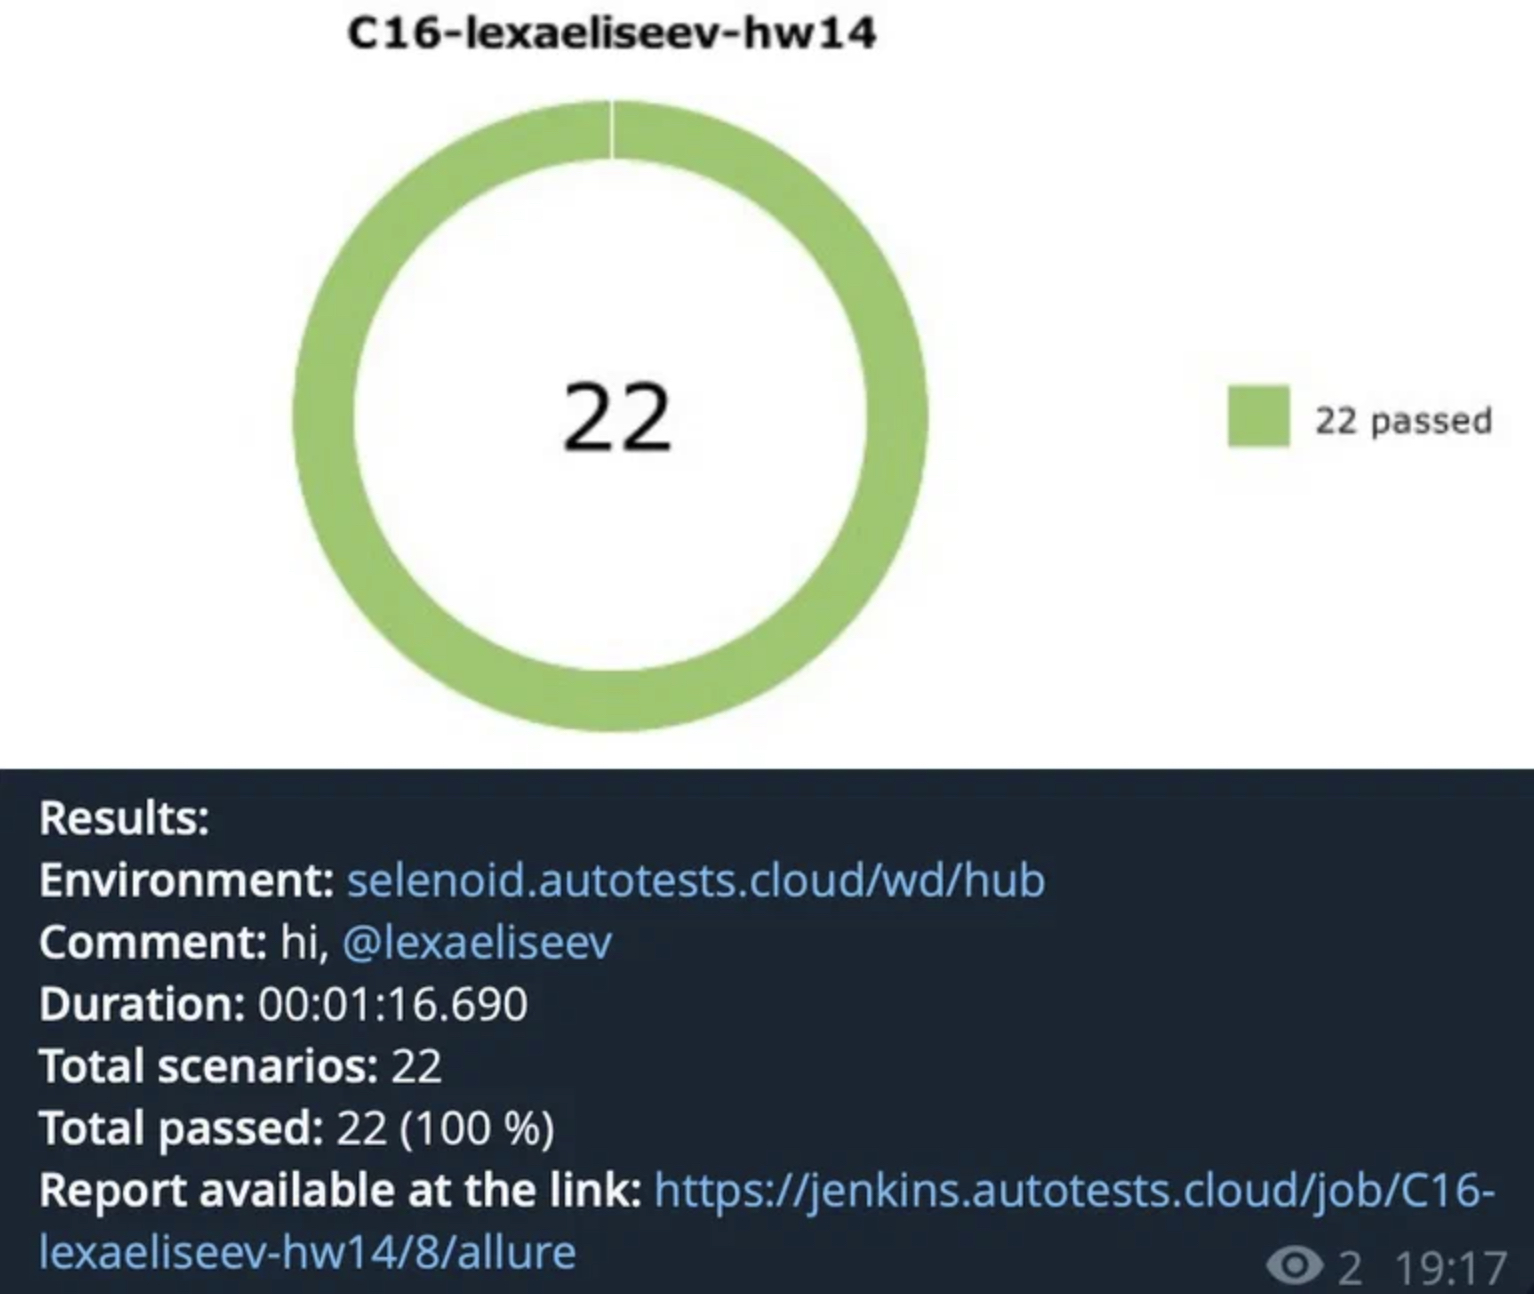 C16-lexaeliseev-hw14
22
22 passed
Results:
Environment: selenoid.autotests.cloud/wd/hub
Comment: hi, @lexaeliseev
Duration: 00:01:16.690
Total scenarios: 22
Total passed: 22 (100 %)
Report available at the link: https://jenkins.autotests.cloud/job/C16-
lexaeliseev-hw14/8/allure
2 19:17